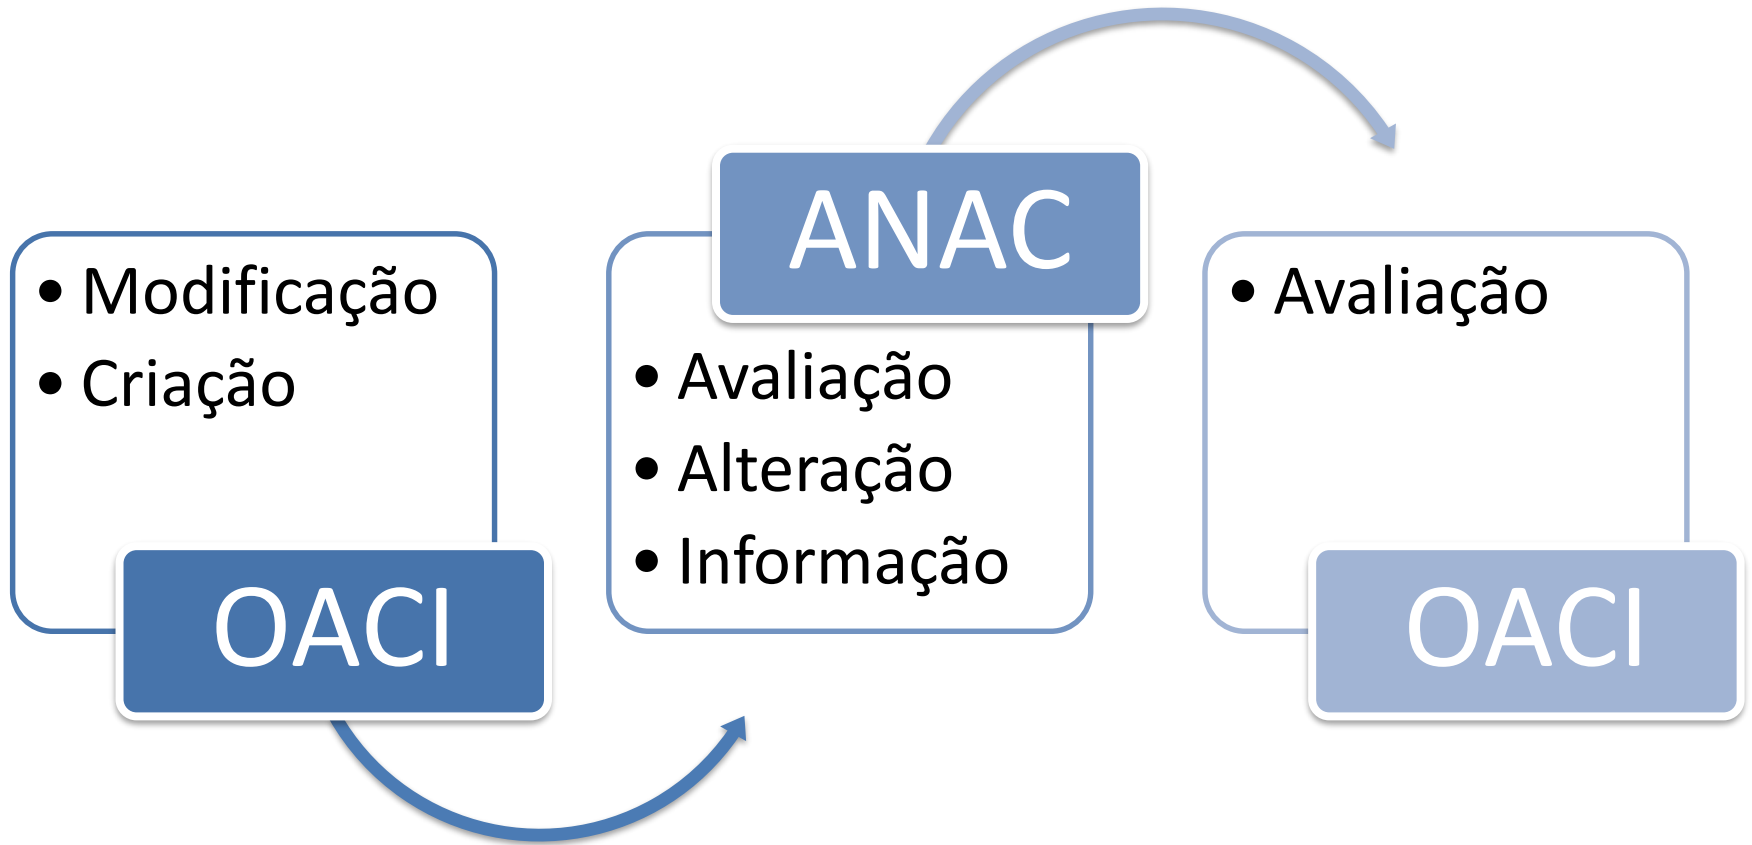 • Modificação
• Criação
OACI
ANAC
• Avaliação
• Alteração
• Informação
• Avaliação
OACI